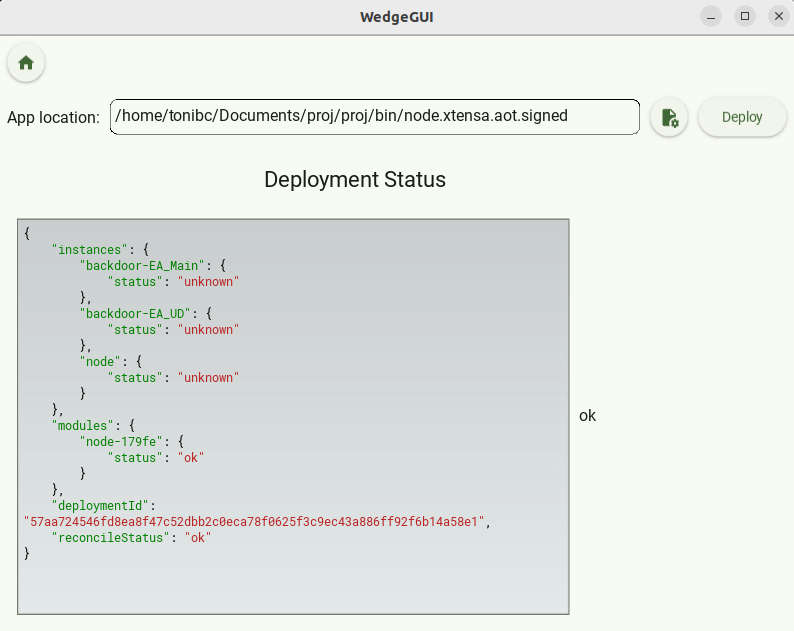 WedgeGUI
App location: /home/tonibc/Documents/proj/proj/bin/node.xtensa.aot.signed Deploy
Deployment Status
{
"instances": {
"backdoor-EA_Main": {
"status": "unknown"
},
"backdoor-EA_UD": {
"status": "unknown"
},
"node": {
"status": "unknown"
}
},
"modules": {
"node-179fe": {
"status": "ok"
}
},
"deploymentId":
"57aa724546fd8ea8f47c52dbb2c0eca78f0625f3c9ec43a886ff92f6b14a58e1",
"reconcileStatus": "ok"
}
ok